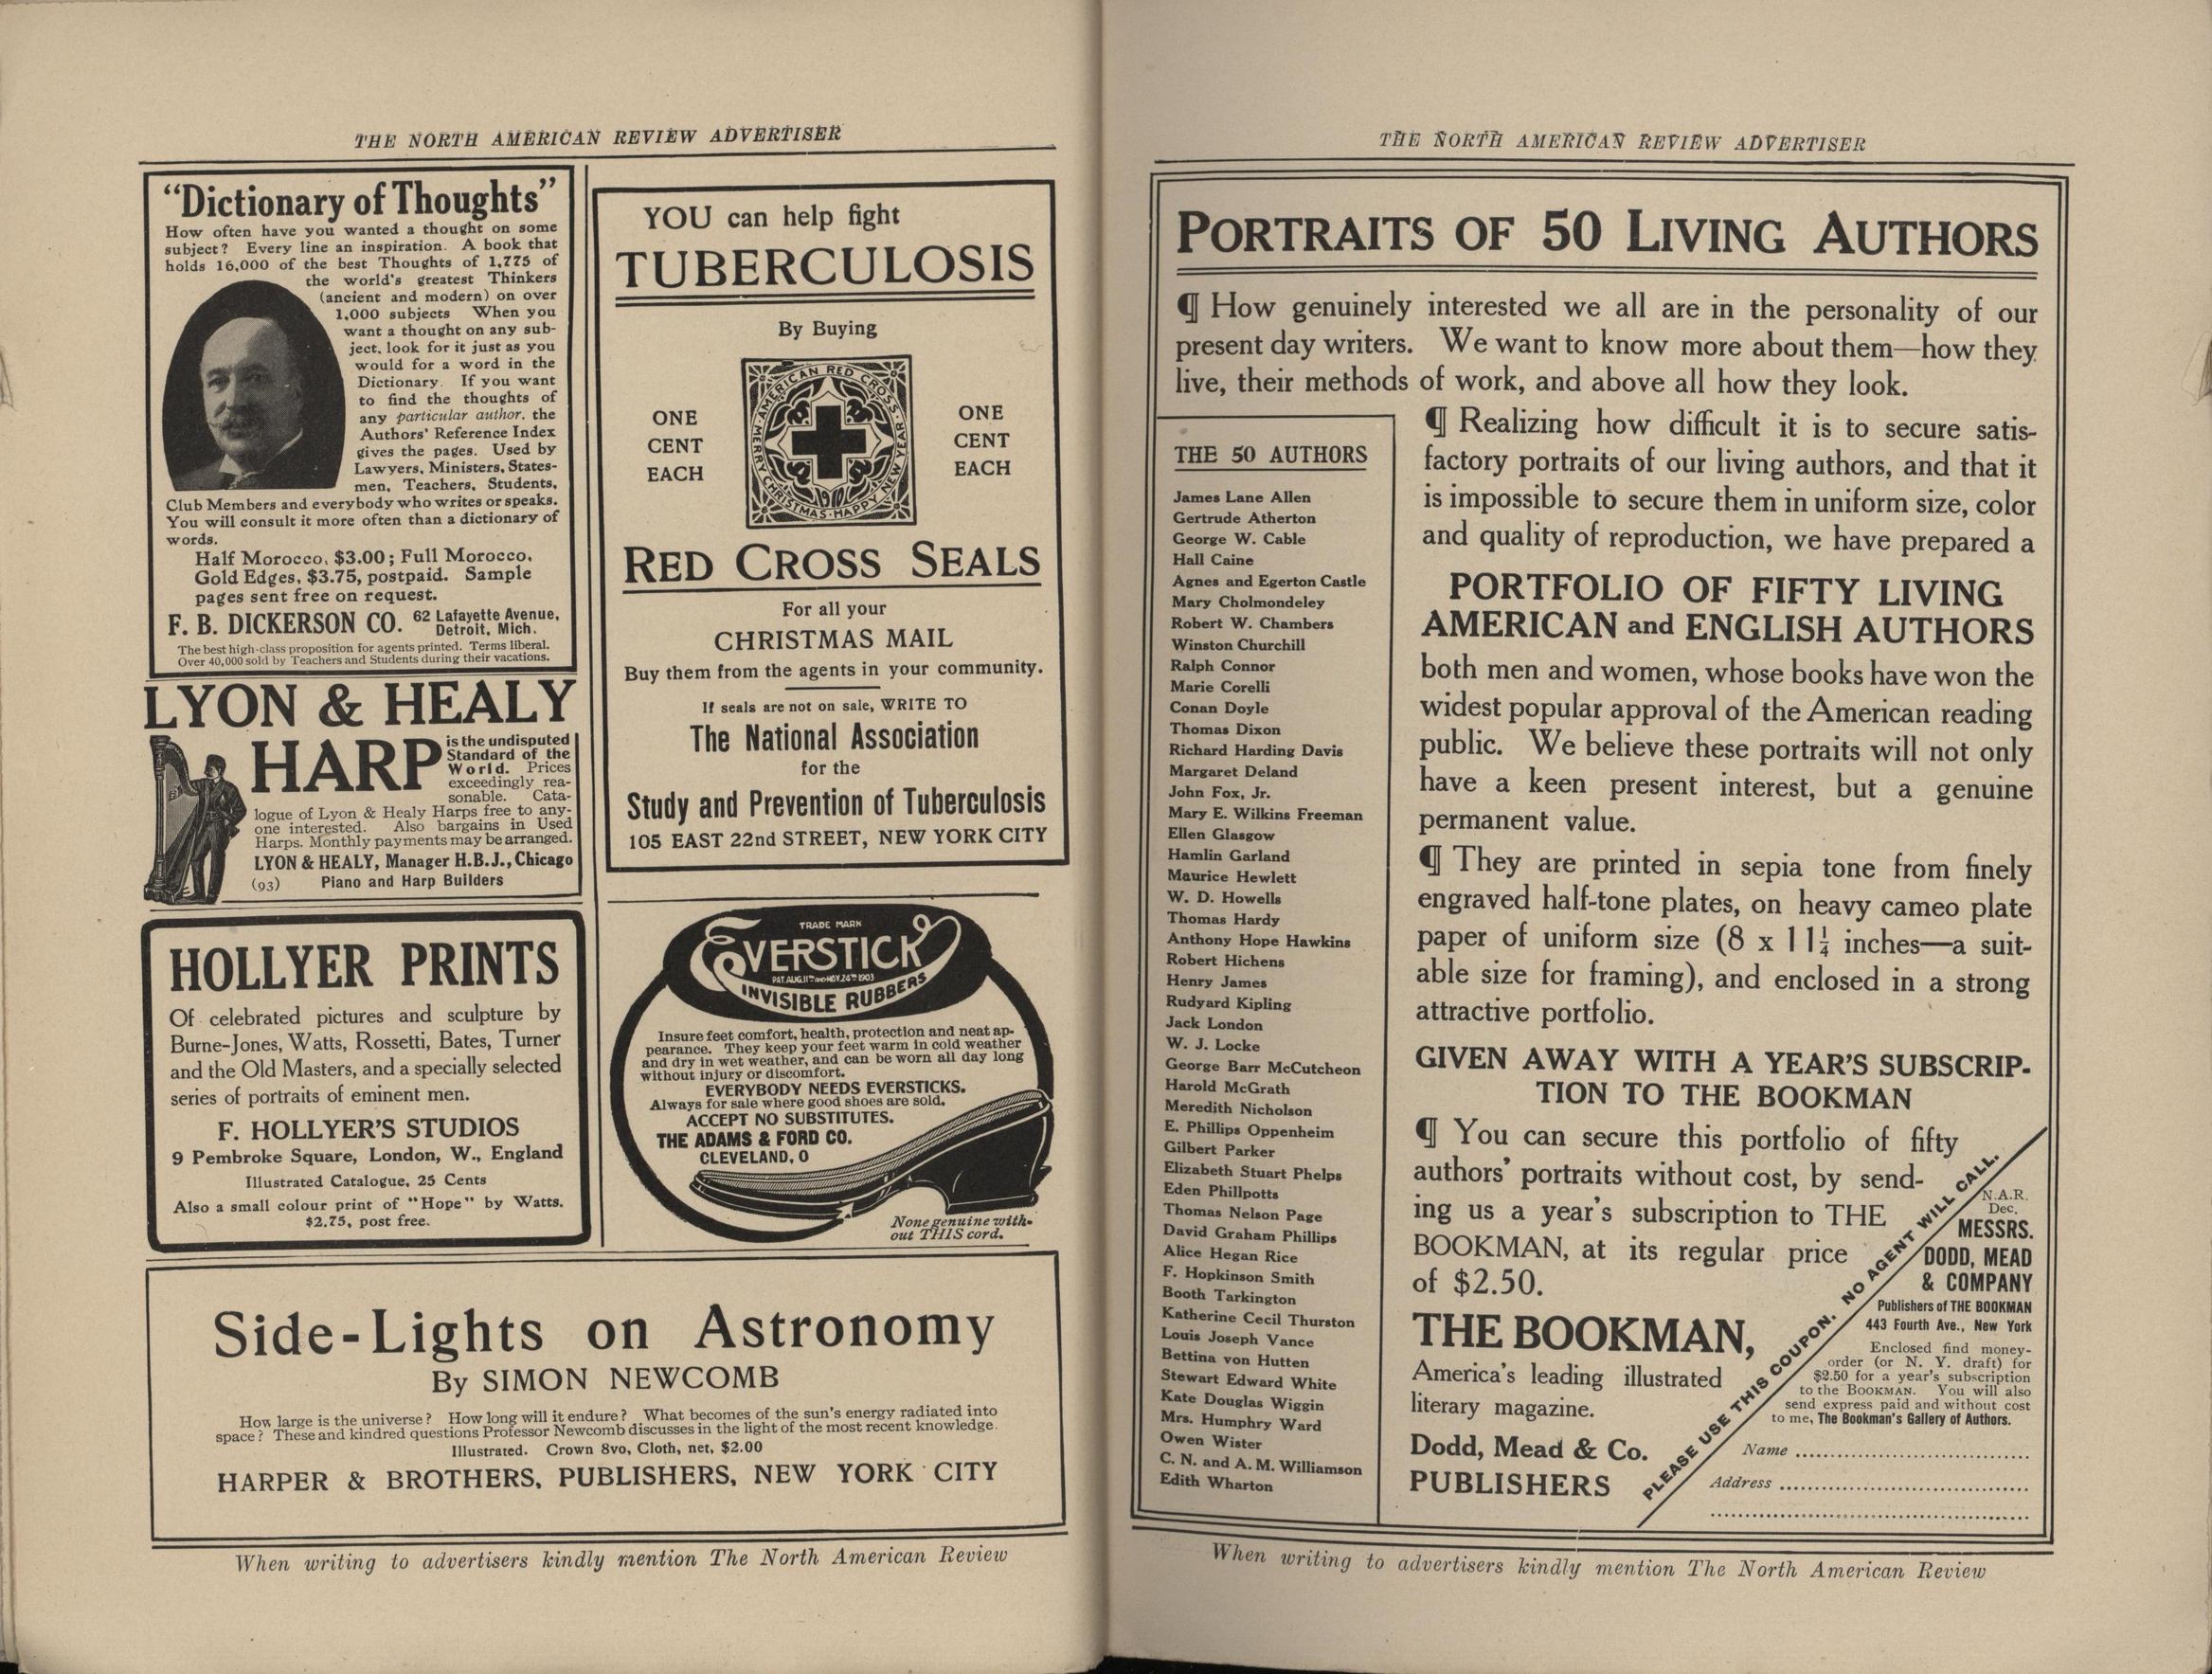 THE NORTH AMERICAN REVIEW ADVERTISER
"Dictionary of Thoughts"
How often have you wanted a thought on some
subject? Every line an inspiration. A book that
holds 16,000 of the best Thoughts of 1,775 of
the world's greatest Thinkers
(ancient and modern) on over
1,000 subjects When you
want a thought on any sub-
ject, look for it just as you
would for a word in the
Dictionary. If you want
to find the thoughts of
any particular author, the
Authors' Reference Index
gives the pages. Used by
Lawyers, Ministers, States-
men, Teachers, Students,
Club Members and everybody who writes or speaks.
You will consult it more often than a dictionary of
words.
Half Morocco, $3.00; Full Morocco,
Gold Edges, $3.75, postpaid. Sample
pages sent free on request.
F. B. DICKERSON CO. 62 Lafayette Avenue,
Detroit, Mich.
The best high-class proposition for agents printed. Terms liberal.
Over 40,000 sold by Teachers and Students during their vacations.
LYON & HEALY
HARP is the undisputed
Standard of the
World. Prices
exceedingly rea-
sonable. Cata-
logue of Lyon & Healy Harps free to any-
one interested. Also bargains in Used
Harps. Monthly payments may be arranged.
LYON & HEALY, Manager H.B.J., Chicago
(93) Piano and Harp Builders
HOLLYER PRINTS
Of celebrated pictures and sculpture by
Burne-Jones, Watts, Rossetti, Bates, Turner
and the Old Masters, and a specially selected
series of portraits of eminent men.
F. HOLLYER'S STUDIOS
9 Pembroke Square, London, W., England
Illustrated Catalogue, 25 Cents
Also a small colour print of "Hope" by Watts.
$2.75, post free.
YOU can help fight
TUBERCULOSIS
By Buying
ONE
CENT
EACH
AMERICAN RED CROSS
MERRY CHRISTMAS · HAPPY NEW YEAR
1910
ONE
CENT
EACH
RED CROSS SEALS
For all your
CHRISTMAS MAIL
Buy them from the agents in your community.
If seals are not on sale, WRITE TO
The National Association
for the
Study and Prevention of Tuberculosis
105 EAST 22nd STREET, NEW YORK CITY
TRADE MARK
EVERSTICK
PAT. AUG. 11TH AND NOV. 24TH 1903
INVISIBLE RUBBERS
Insure feet comfort, health, protection and neat ap-
pearance. They keep your feet warm in cold weather
and dry in wet weather, and can be worn all day long
without injury or discomfort.
EVERYBODY NEEDS EVERSTICKS.
Always for sale where good shoes are sold.
ACCEPT NO SUBSTITUTES.
THE ADAMS & FORD CO.
CLEVELAND, O
None genuine with-
out THIS cord.
Side-Lights on Astronomy
By SIMON NEWCOMB
How large is the universe? How long will it endure? What becomes of the sun's energy radiated into
space? These and kindred questions Professor Newcomb discusses in the light of the most recent knowledge.
Illustrated. Crown 8vo, Cloth, net, $2.00
HARPER & BROTHERS, PUBLISHERS, NEW YORK CITY
When writing to advertisers kindly mention The North American Review
THE NORTH AMERICAN REVIEW ADVERTISER
PORTRAITS OF 50 LIVING AUTHORS
¶ How genuinely interested we all are in the personality of our
present day writers. We want to know more about them—how they
live, their methods of work, and above all how they look.
THE 50 AUTHORS
James Lane Allen
Gertrude Atherton
George W. Cable
Hall Caine
Agnes and Egerton Castle
Mary Cholmondeley
Robert W. Chambers
Winston Churchill
Ralph Connor
Marie Corelli
Conan Doyle
Thomas Dixon
Richard Harding Davis
Margaret Deland
John Fox, Jr.
Mary E. Wilkins Freeman
Ellen Glasgow
Hamlin Garland
Maurice Hewlett
W. D. Howells
Thomas Hardy
Anthony Hope Hawkins
Robert Hichens
Henry James
Rudyard Kipling
Jack London
W. J. Locke
George Barr McCutcheon
Harold McGrath
Meredith Nicholson
E. Phillips Oppenheim
Gilbert Parker
Elizabeth Stuart Phelps
Eden Phillpotts
Thomas Nelson Page
David Graham Phillips
Alice Hegan Rice
F. Hopkinson Smith
Booth Tarkington
Katherine Cecil Thurston
Louis Joseph Vance
Bettina von Hutten
Stewart Edward White
Kate Douglas Wiggin
Mrs. Humphry Ward
Owen Wister
C. N. and A. M. Williamson
Edith Wharton
¶ Realizing how difficult it is to secure satis-
factory portraits of our living authors, and that it
is impossible to secure them in uniform size, color
and quality of reproduction, we have prepared a
PORTFOLIO OF FIFTY LIVING
AMERICAN and ENGLISH AUTHORS
both men and women, whose books have won the
widest popular approval of the American reading
public. We believe these portraits will not only
have a keen present interest, but a genuine
permanent value.
¶ They are printed in sepia tone from finely
engraved half-tone plates, on heavy cameo plate
paper of uniform size (8 x 11¼ inches—a suit-
able size for framing), and enclosed in a strong
attractive portfolio.
GIVEN AWAY WITH A YEAR'S SUBSCRIP-
TION TO THE BOOKMAN
¶ You can secure this portfolio of fifty
authors' portraits without cost, by send-
ing us a year's subscription to THE
BOOKMAN, at its regular price
of $2.50.
THE BOOKMAN,
America's leading illustrated
literary magazine.
Dodd, Mead & Co.
PUBLISHERS
PLEASE USE THIS COUPON. NO AGENT WILL CALL.
N.A.R.
Dec.
MESSRS.
DODD, MEAD
& COMPANY
Publishers of THE BOOKMAN
443 Fourth Ave., New York
Enclosed find money-
order (or N. Y. draft) for
$2.50 for a year's subscription
to the BOOKMAN. You will also
send express paid and without cost
to me, The Bookman's Gallery of Authors.
Name
Address
When writing to advertisers kindly mention The North American Review